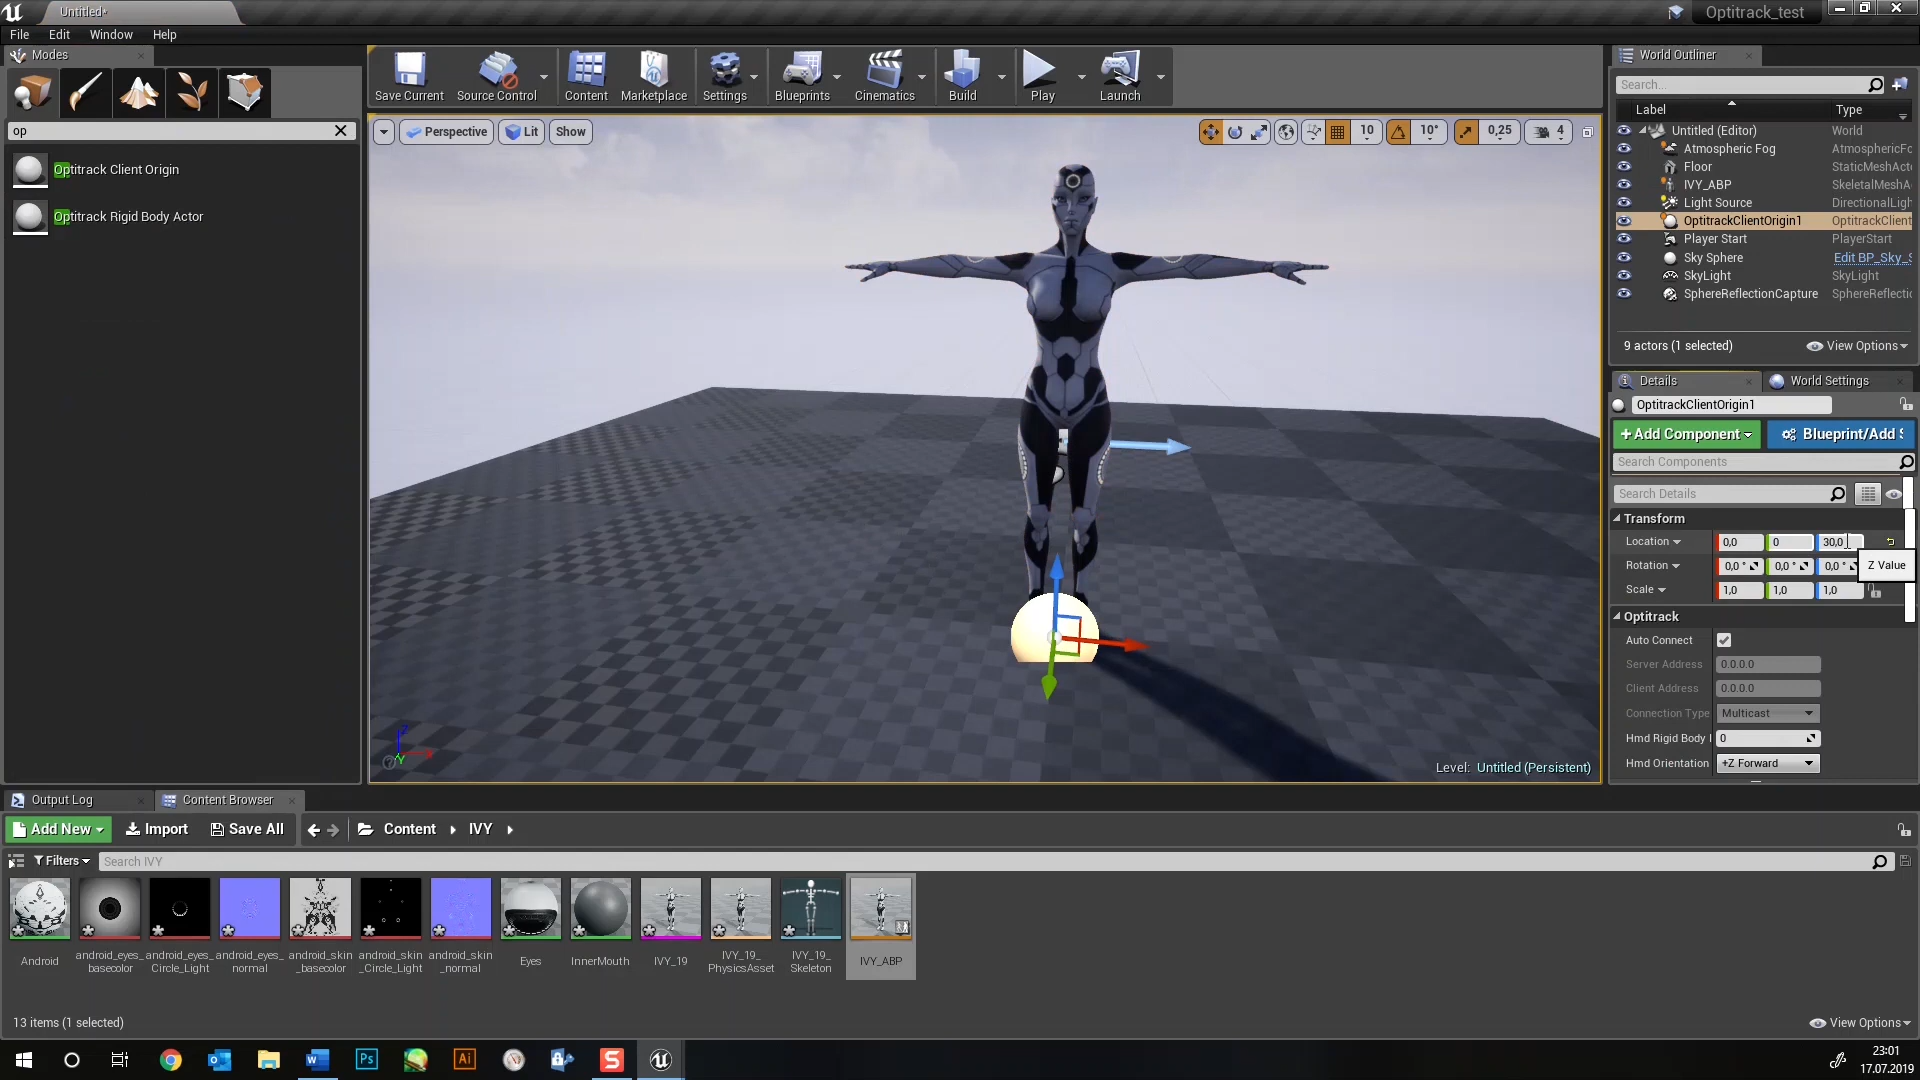 Untitled*
Optitrack_test
File Edit Window Help
Modes
World Outliner
Save Current
Source Control
Content
Marketplace
Settings
Blueprints
Cinematics
Build
Play
Launch
Search...
Label Type
op
Perspective
Lit
Show
10
10°
0,25
4
Optitrack Client Origin
Optitrack Rigid Body Actor
Untitled (Editor) World
Atmospheric Fog AtmosphericFo
Floor StaticMeshActo
IVY_ABP SkeletalMeshA
Light Source DirectionalLigh
OptitrackClientOrigin1 OptitrackClient
Player Start PlayerStart
Sky Sphere Edit BP_Sky_S
SkyLight SkyLight
SphereReflectionCapture SphereReflectio
9 actors (1 selected) View Options
Details
World Settings
OptitrackClientOrigin1
+Add Component
Blueprint/Add S
Search Components
Search Details
Transform
Location 0,0 0 30,0
Rotation 0,0 ° 0,0 ° 0,0 °
Z Value
Scale 1,0 1,0 1,0
Optitrack
Auto Connect
Server Address 0.0.0.0
Client Address 0.0.0.0
Connection Type Multicast
Hmd Rigid Body I 0
Hmd Orientation +Z Forward
Z
X
Y
Level: Untitled (Persistent)
Output Log
Content Browser
Add New
Import
Save All
Content
IVY
Filters
Search IVY
Android
android_eyes_
basecolor
android_eyes_
Circle_Light
android_eyes_
normal
android_skin
_basecolor
android_skin
_Circle_Light
android_skin
_normal
Eyes
InnerMouth
IVY_19
IVY_19_
PhysicsAsset
IVY_19_
Skeleton
IVY_ABP
13 items (1 selected)
View Options
Ps
Ai
S
23:01
17.07.2019